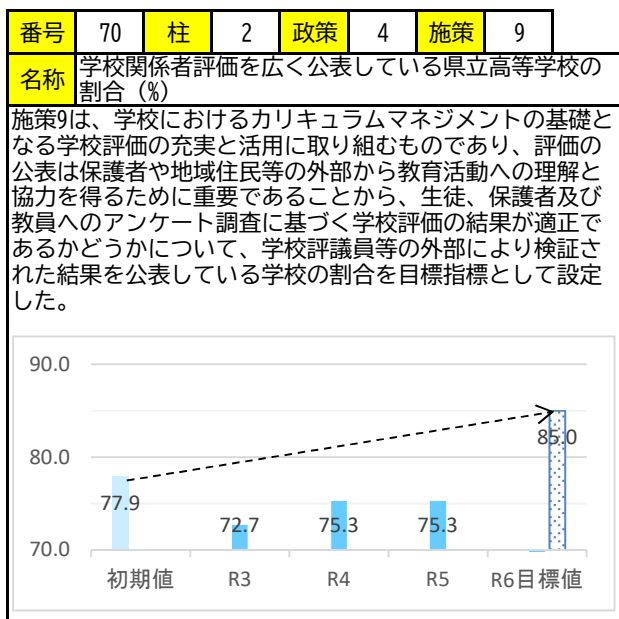 番号 70 柱 2 政策 4 施策 9
名称 学校関係者評価を広く公表している県立高等学校の
割合（%）
施策9は、学校におけるカリキュラムマネジメントの基礎と
なる学校評価の充実と活用に取り組むものであり、評価の
公表は保護者や地域住民等の外部から教育活動への理解と
協力を得るために重要であることから、生徒、保護者及び
教員へのアンケート調査に基づく学校評価の結果が適正で
あるかどうかについて、学校評議員等の外部により検証さ
れた結果を公表している学校の割合を目標指標として設定
した。
90.0
80.0
70.0
77.9
72.7
75.3
75.3
85.0
初期値 R3 R4 R5 R6目標値